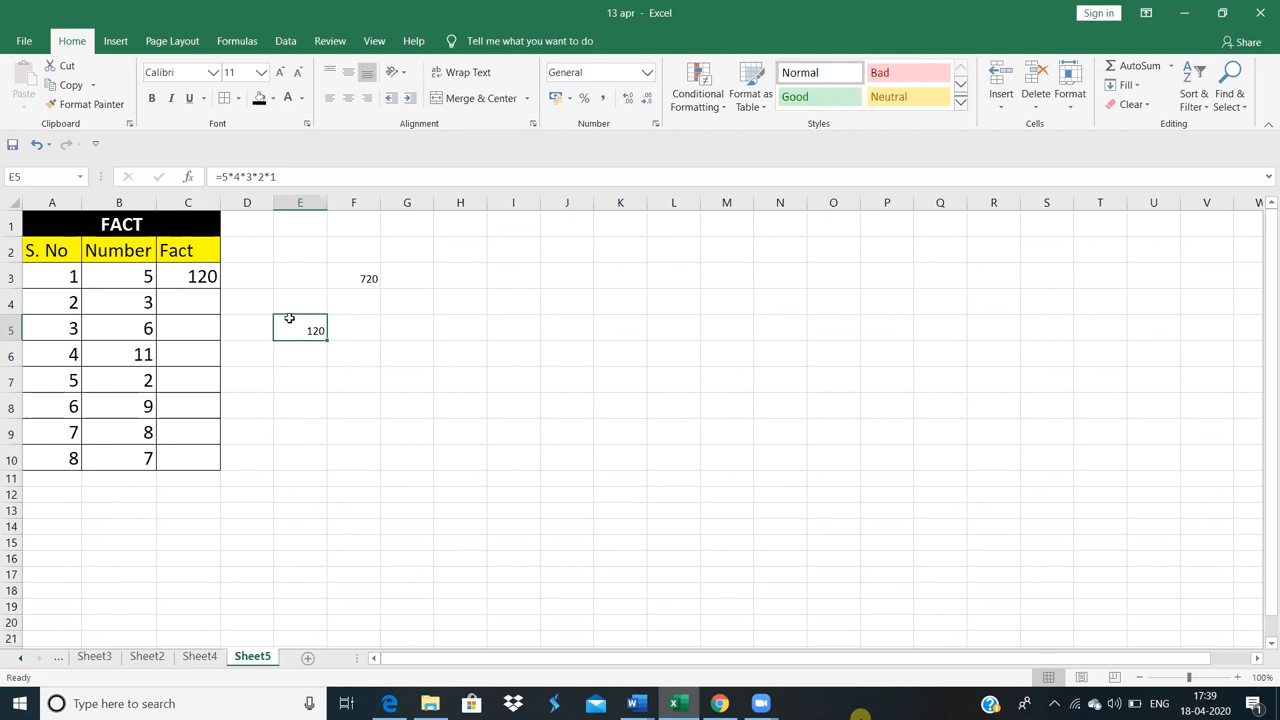 13 apr - Excel
Sign in
File Home Insert Page Layout Formulas Data Review View Help Tell me what you want to do Share
Paste
Cut
Copy
Format Painter
Clipboard
Calibri 11
B I U
Font
Wrap Text
Merge & Center
Alignment
General
Number
Conditional Formatting
Format as Table
Normal Bad
Good Neutral
Styles
Insert Delete Format
Cells
AutoSum
Fill
Clear
Sort & Filter
Find & Select
Editing
E5 fx =5*4*3*2*1
A B C D E F G H I J K L M N O P Q R S T U V W
1 FACT
2 S. No Number Fact
3 1 5 120 720
4 2 3
5 3 6 120
6 4 11
7 5 2
8 6 9
9 7 8
10 8 7
11
12
13
14
15
16
17
18
19
20
21
... Sheet3 Sheet2 Sheet4 Sheet5
Ready 100%
Type here to search
17:39
18-04-2020